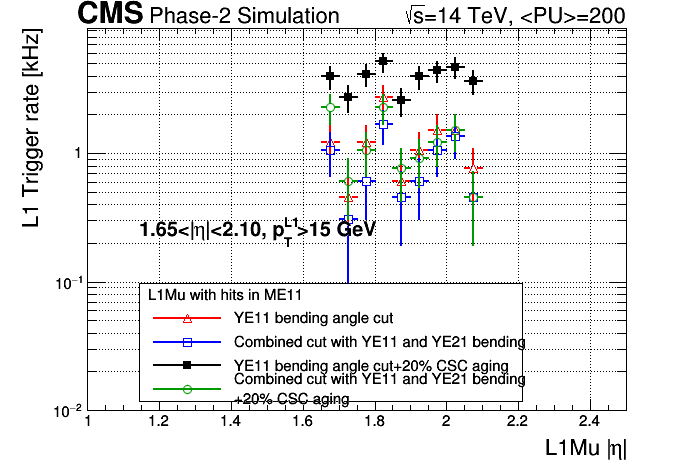 CMS Phase-2 Simulation √s=14 TeV, <PU>=200
L1 Trigger rate [kHz]
1
10⁻¹
10⁻²
1.65<|η|<2.10, p_T^L1>15 GeV
L1Mu with hits in ME11
YE11 bending angle cut
Combined cut with YE11 and YE21 bending
YE11 bending angle cut+20% CSC aging
Combined cut with YE11 and YE21 bending
+20% CSC aging
1 1.2 1.4 1.6 1.8 2 2.2 2.4
L1Mu |η|